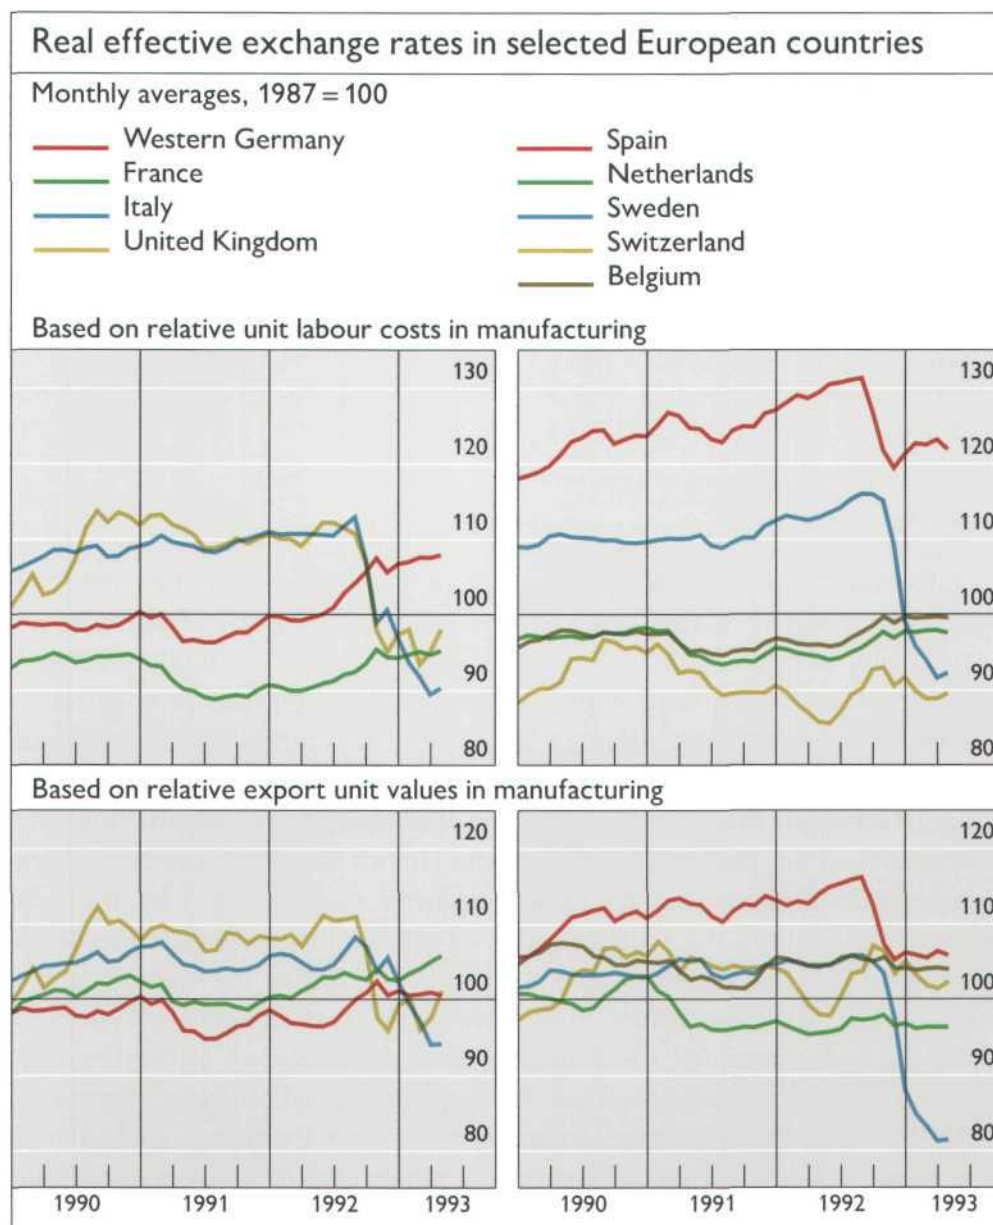 Real effective exchange rates in selected European countries
Monthly averages, 1987 = 100
Western Germany
France
Italy
United Kingdom
Spain
Netherlands
Sweden
Switzerland
Belgium
Based on relative unit labour costs in manufacturing
130 130
120 120
110 110
100 100
90 90
80 80
Based on relative export unit values in manufacturing
120 120
110 110
100 100
90 90
80 80
1990 1991 1992 1993 1990 1991 1992 1993